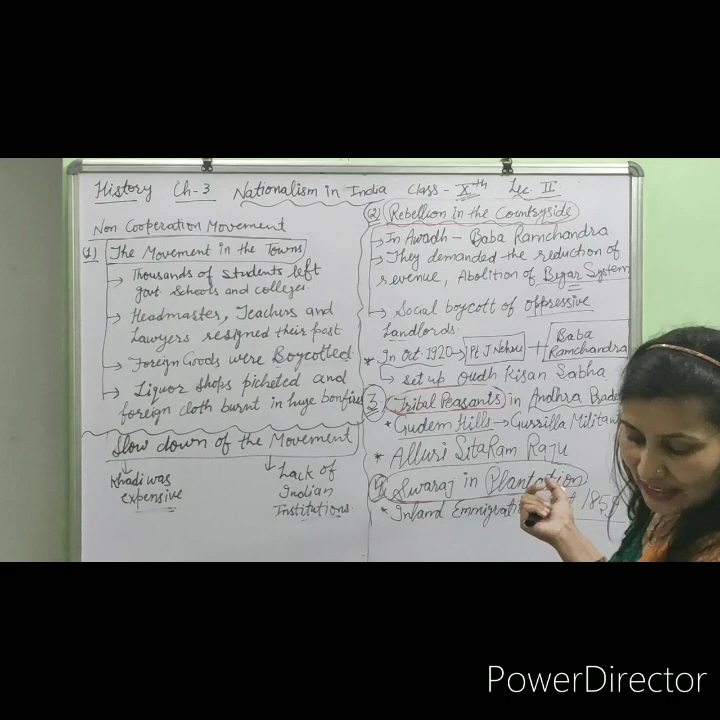 History Ch-3 Nationalism in India Class - Xth Lec. II
Non Cooperation Movement
(1) The Movement in the Towns
→ Thousands of Students left
govt. Schools and colleges.
→ Headmaster, Teachers and
Lawyers resigned their post
→ Foreign Goods were Boycotted
→ Liquor shops picketed and
foreign cloth burnt in huge bonfires
Slow down of the Movement
Khadi was
expensive
Lack of
Indian
Institutions
(2) Rebellion in the Countryside
→ In Awadh - Baba Ramchandra
→ They demanded the reduction of
revenue, Abolition of Begar System
→ Social boycott of oppressive
Landlords.
* In Oct. 1920 → Pt J. Nehru + Baba
Ramchandra
set up Oudh Kisan Sabha
3. Tribal Peasants in Andhra
* Gudem Hills → Gurrilla
* Alluri SitaRam Raju
4. Swaraj in Plantation
* Inland
PowerDirector